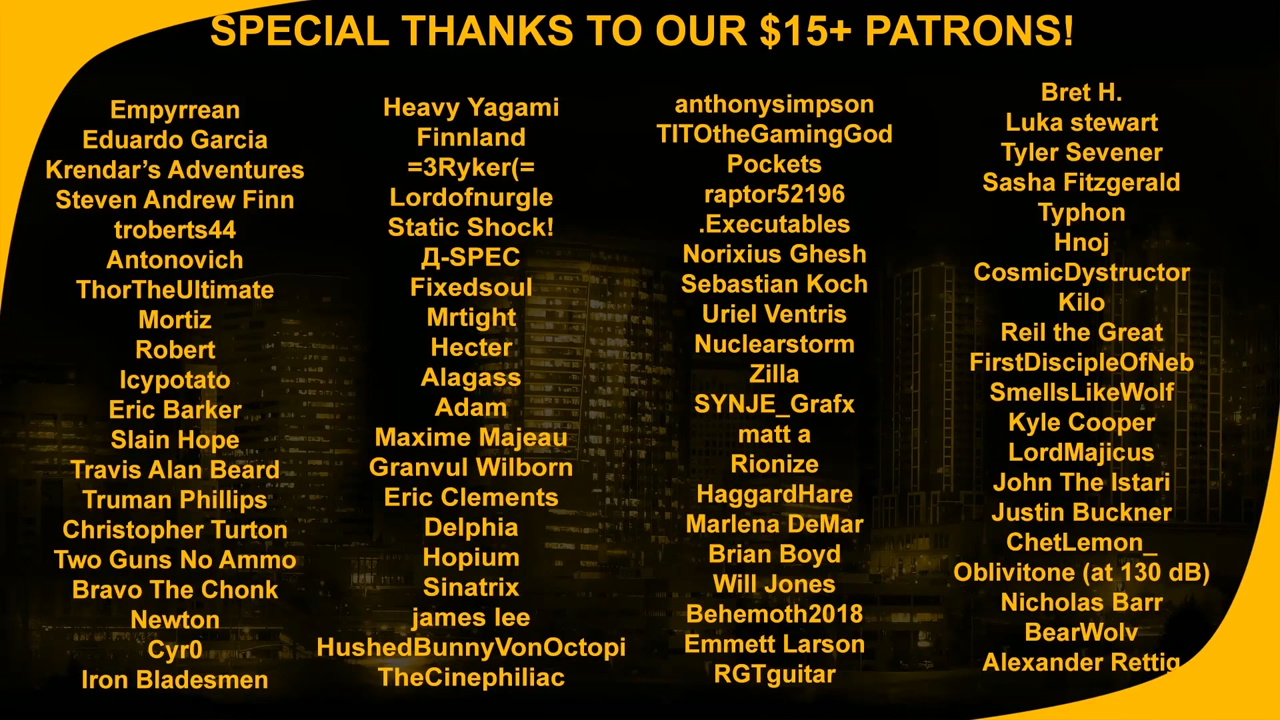 SPECIAL THANKS TO OUR $15+ PATRONS!
Empyrrean
Eduardo Garcia
Krendar’s Adventures
Steven Andrew Finn
troberts44
Antonovich
ThorTheUltimate
Mortiz
Robert
Icypotato
Eric Barker
Slain Hope
Travis Alan Beard
Truman Phillips
Christopher Turton
Two Guns No Ammo
Bravo The Chonk
Newton
Cyr0
Iron Bladesmen
Heavy Yagami
Finnland
=3Ryker(=
Lordofnurgle
Static Shock!
Д-SPEC
Fixedsoul
Mrtight
Hecter
Alagass
Adam
Maxime Majeau
Granvul Wilborn
Eric Clements
Delphia
Hopium
Sinatrix
james lee
HushedBunnyVonOctopi
TheCinephiliac
anthonysimpson
TITOtheGamingGod
Pockets
raptor52196
.Executables
Norixius Ghesh
Sebastian Koch
Uriel Ventris
Nuclearstorm
Zilla
SYNJE_Grafx
matt a
Rionize
HaggardHare
Marlena DeMar
Brian Boyd
Will Jones
Behemoth2018
Emmett Larson
RGTguitar
Bret H.
Luka stewart
Tyler Sevener
Sasha Fitzgerald
Typhon
Hnoj
CosmicDystructor
Kilo
Reil the Great
FirstDiscipleOfNeb
SmellsLikeWolf
Kyle Cooper
LordMajicus
John The Istari
Justin Buckner
ChetLemon_
Oblivitone (at 130 dB)
Nicholas Barr
BearWolv
Alexander Rettig